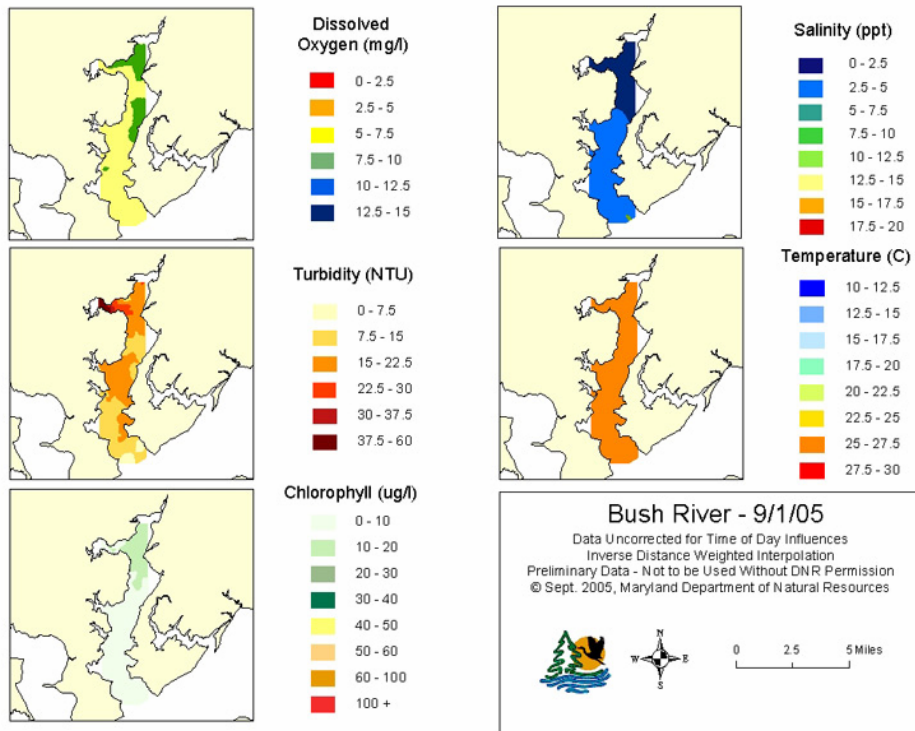 Dissolved
Oxygen (mg/l)
0 - 2.5
2.5 - 5
5 - 7.5
7.5 - 10
10 - 12.5
12.5 - 15
Salinity (ppt)
0 - 2.5
2.5 - 5
5 - 7.5
7.5 - 10
10 - 12.5
12.5 - 15
15 - 17.5
17.5 - 20
Turbidity (NTU)
0 - 7.5
7.5 - 15
15 - 22.5
22.5 - 30
30 - 37.5
37.5 - 60
Temperature (C)
10 - 12.5
12.5 - 15
15 - 17.5
17.5 - 20
20 - 22.5
22.5 - 25
25 - 27.5
27.5 - 30
Chlorophyll (ug/l)
0 - 10
10 - 20
20 - 30
30 - 40
40 - 50
50 - 60
60 - 100
100 +
Bush River - 9/1/05
Data Uncorrected for Time of Day Influences
Inverse Distance Weighted Interpolation
Preliminary Data - Not to be Used Without DNR Permission
© Sept. 2005, Maryland Department of Natural Resources
N
W E
S
0 2.5 5 Miles